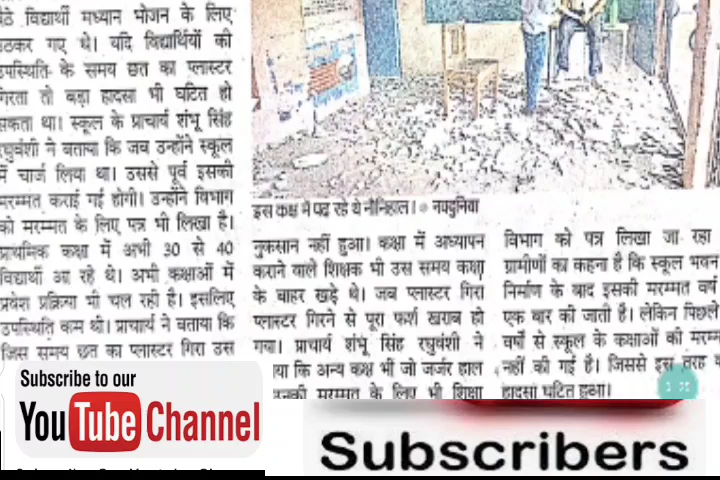 बैठे विद्यार्थी मध्यान भोजन के लिए
उठकर गए थे। यदि विद्यार्थियों की
उपस्थिति के समय छत का प्लास्टर
गिरता तो बड़ा हादसा भी घटित हो
सकता था। स्कूल के प्राचार्य शंभू सिंह
रघुवंशी ने बताया कि जब उन्होंने स्कूल
में चार्ज लिया था। उससे पूर्व इसकी
मरम्मत कराई गई होगी। उन्होंने विभाग
को मरम्मत के लिए पत्र भी लिखा है।
प्राथमिक कक्षा में अभी 30 से 40
विद्यार्थी आ रहे थे। अभी कक्षाओं में
प्रवेश प्रक्रिया भी चल रही है। इसलिए
उपस्थिति कम थी। प्राचार्य ने बताया कि
जिस समय छत का प्लास्टर गिरा उस
इस कक्ष में पढ़ रहे थे नौनिहाल। ● नवदुनिया
नुकसान नहीं हुआ। कक्षा में अध्यापन
कराने वाले शिक्षक भी उस समय कक्षा
के बाहर खड़े थे। जब प्लास्टर गिरा
प्लास्टर गिरने से पूरा फर्श खराब हो
गया। प्राचार्य शंभू सिंह रघुवंशी ने
या कि अन्य कक्ष भी जो जर्जर हाल
उनकी मरम्मत के लिए भी शिक्षा
विभाग को पत्र लिखा जा रहा
ग्रामीणों का कहना है कि स्कूल भवन
निर्माण के बाद इसकी मरम्मत वर्ष
एक बार की जाती है। लेकिन पिछले
वर्षों से स्कूल के कक्षाओं की मरम्म
नहीं की गई है। जिससे इस तरह
हादसा घटित हुआ।
Subscribe to our
YouTube Channel
Subscribers